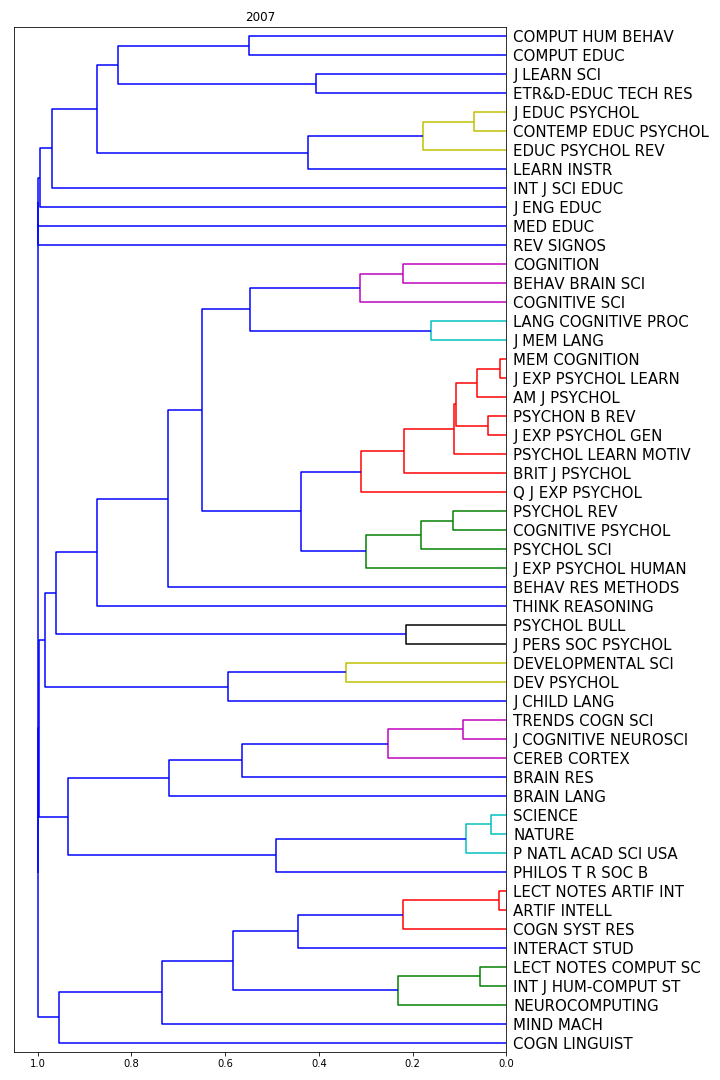 2007
COMPUT HUM BEHAV
COMPUT EDUC
J LEARN SCI
ETR&D-EDUC TECH RES
J EDUC PSYCHOL
CONTEMP EDUC PSYCHOL
EDUC PSYCHOL REV
LEARN INSTR
INT J SCI EDUC
J ENG EDUC
MED EDUC
REV SIGNOS
COGNITION
BEHAV BRAIN SCI
COGNITIVE SCI
LANG COGNITIVE PROC
J MEM LANG
MEM COGNITION
J EXP PSYCHOL LEARN
AM J PSYCHOL
PSYCHON B REV
J EXP PSYCHOL GEN
PSYCHOL LEARN MOTIV
BRIT J PSYCHOL
Q J EXP PSYCHOL
PSYCHOL REV
COGNITIVE PSYCHOL
PSYCHOL SCI
J EXP PSYCHOL HUMAN
BEHAV RES METHODS
THINK REASONING
PSYCHOL BULL
J PERS SOC PSYCHOL
DEVELOPMENTAL SCI
DEV PSYCHOL
J CHILD LANG
TRENDS COGN SCI
J COGNITIVE NEUROSCI
CEREB CORTEX
BRAIN RES
BRAIN LANG
SCIENCE
NATURE
P NATL ACAD SCI USA
PHILOS T R SOC B
LECT NOTES ARTIF INT
ARTIF INTELL
COGN SYST RES
INTERACT STUD
LECT NOTES COMPUT SC
INT J HUM-COMPUT ST
NEUROCOMPUTING
MIND MACH
COGN LINGUIST
1.0 0.8 0.6 0.4 0.2 0.0